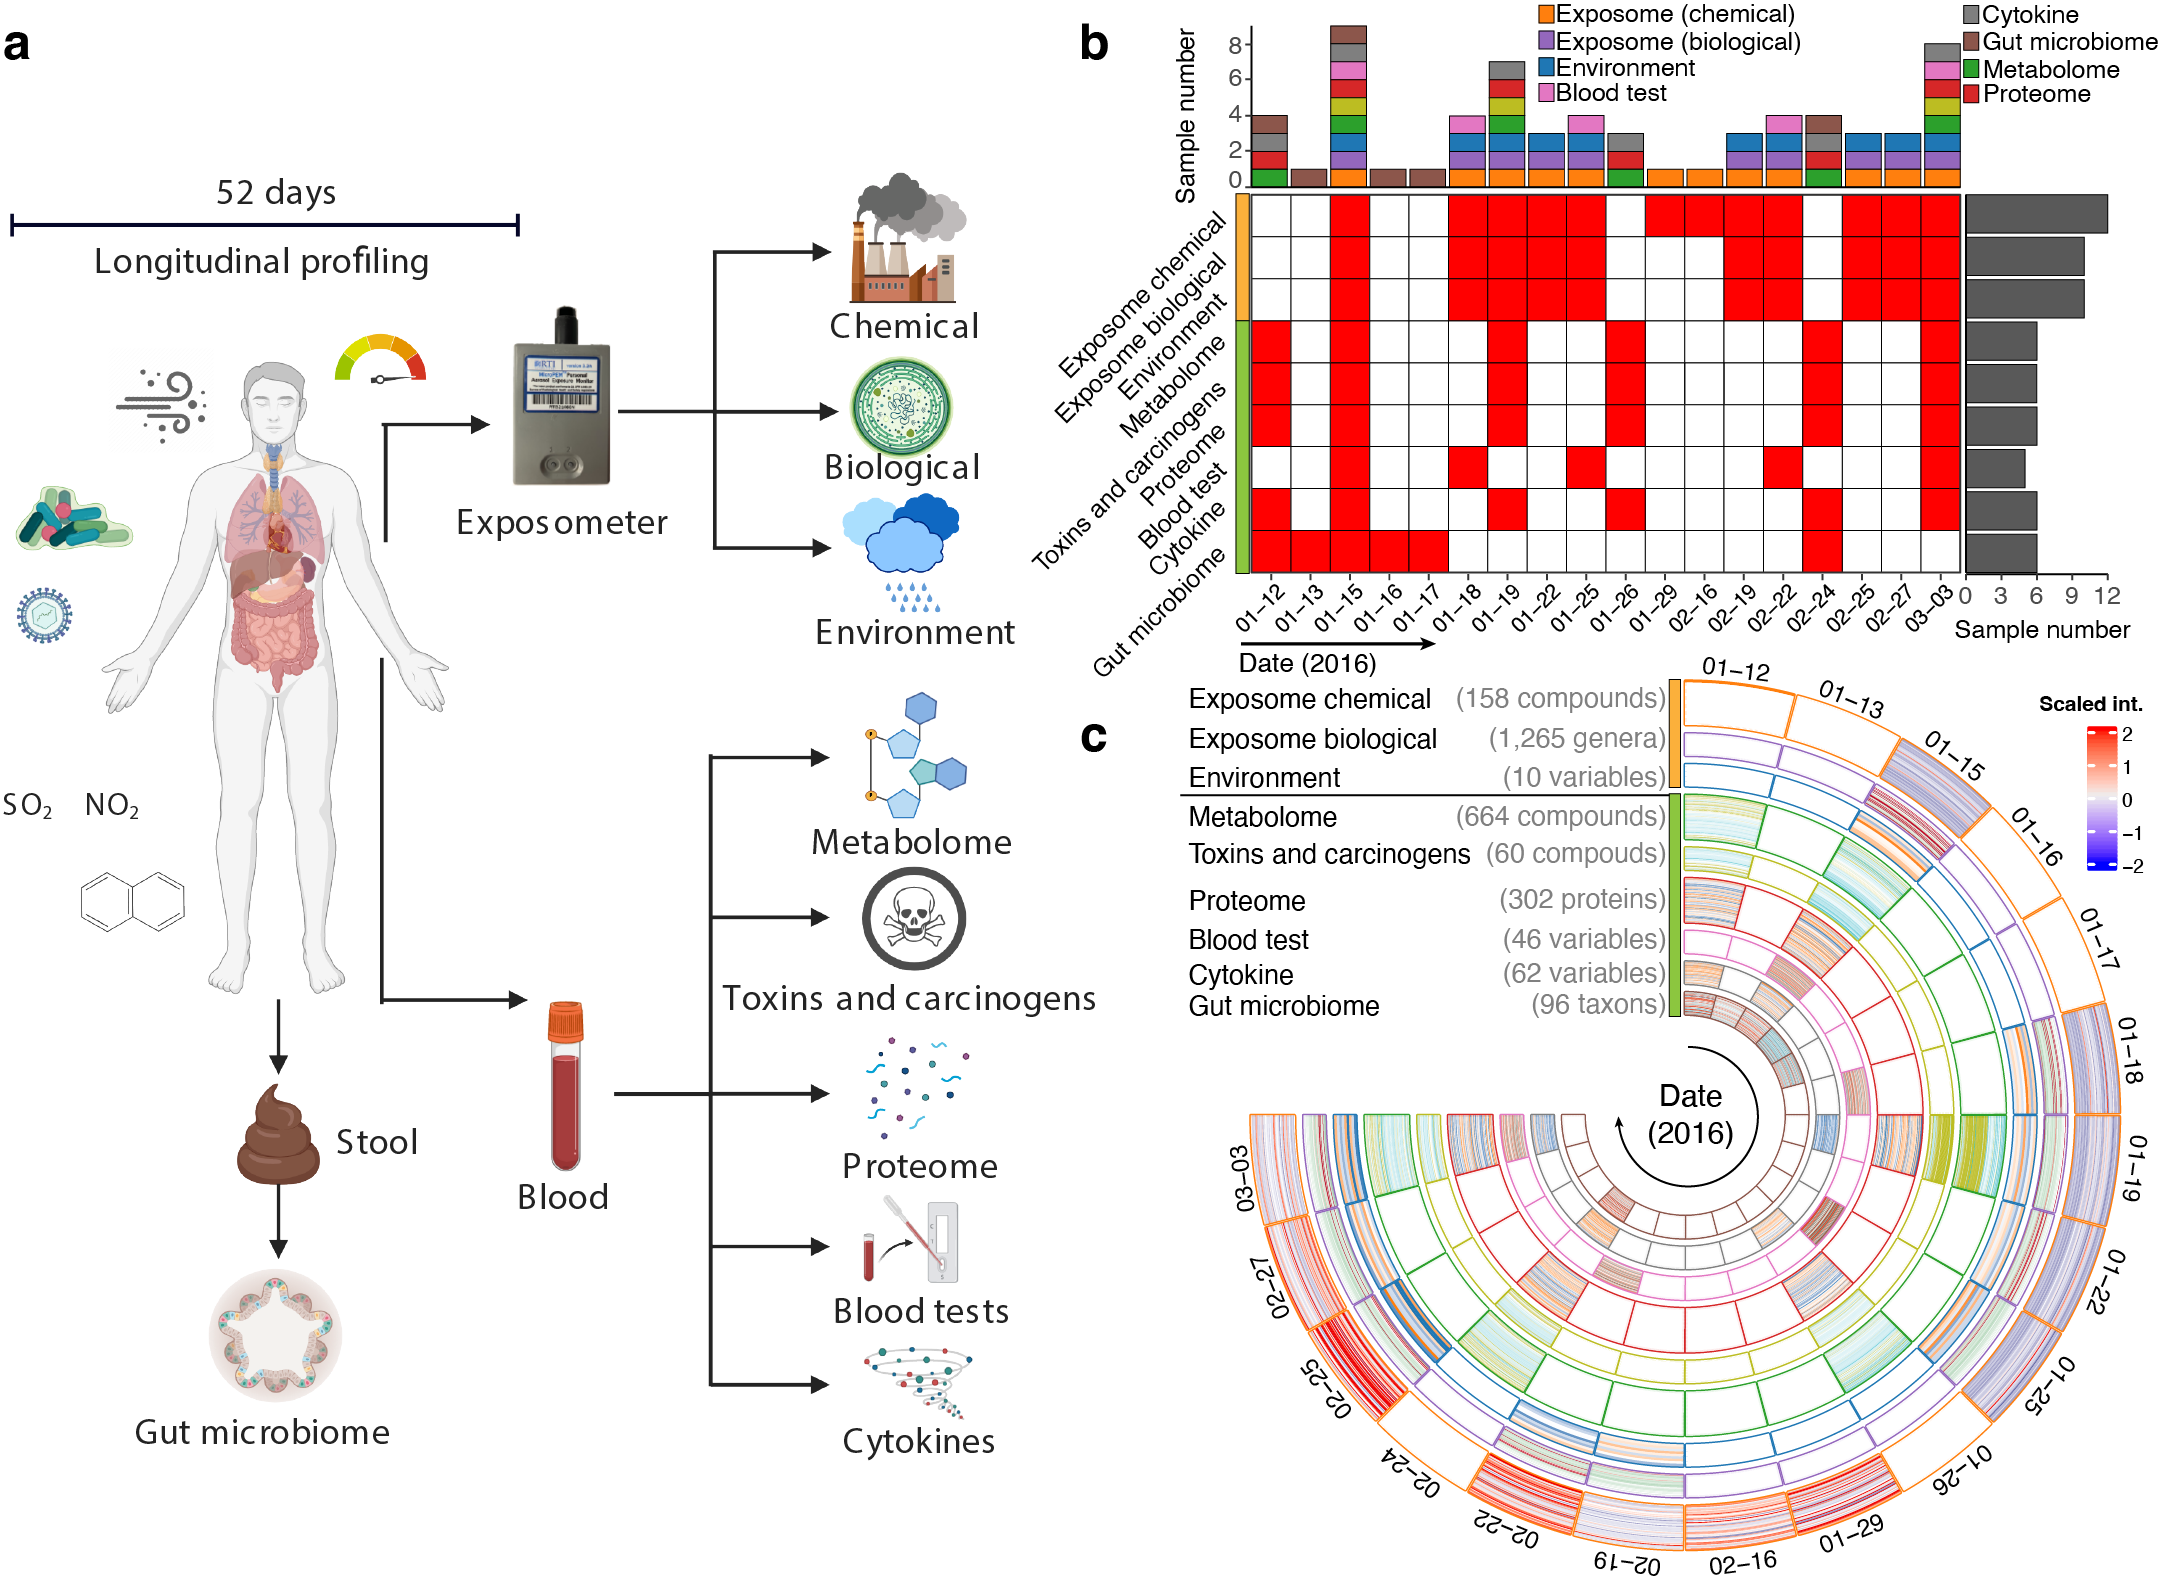 a
52 days
Longitudinal profiling
Exposometer
Chemical
Biological
Environment
SO₂ NO₂
Metabolome
Toxins and carcinogens
Proteome
Blood tests
Cytokines
Blood
Stool
Gut microbiome
b
Exposome (chemical)
Exposome (biological)
Environment
Blood test
Cytokine
Gut microbiome
Metabolome
Proteome
Sample number
8
6
4
2
0
Exposome chemical
Exposome biological
Environment
Metabolome
Toxins and carcinogens
Proteome
Blood test
Cytokine
Gut microbiome
01–12 01–13 01–15 01–16 01–17 01–18 01–19 01–22 01–25 01–26 01–29 02–16 02–19 02–22 02–24 02–25 02–27 03–03
0 3 6 9 12
Sample number
Date (2016)
c
Exposome chemical (158 compounds)
Exposome biological (1,265 genera)
Environment (10 variables)
Metabolome (664 compounds)
Toxins and carcinogens (60 compouds)
Proteome (302 proteins)
Blood test (46 variables)
Cytokine (62 variables)
Gut microbiome (96 taxons)
Scaled int.
2
1
0
–1
–2
01–12
01–13
01–15
01–16
01–17
01–18
01–19
01–22
01–25
01–26
01–29
02–16
02–19
02–22
02–24
02–25
02–27
03–03
Date
(2016)